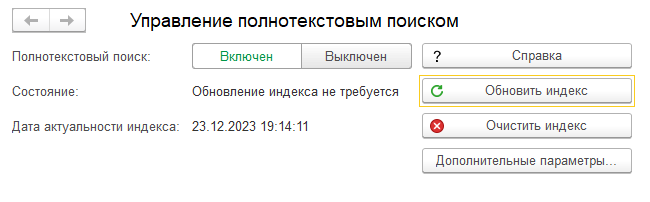 Управление полнотекстовым поиском
Полнотекстовый поиск: Включен Выключен ? Справка
Состояние: Обновление индекса не требуется Обновить индекс
Дата актуальности индекса: 23.12.2023 19:14:11 Очистить индекс
Дополнительные параметры...